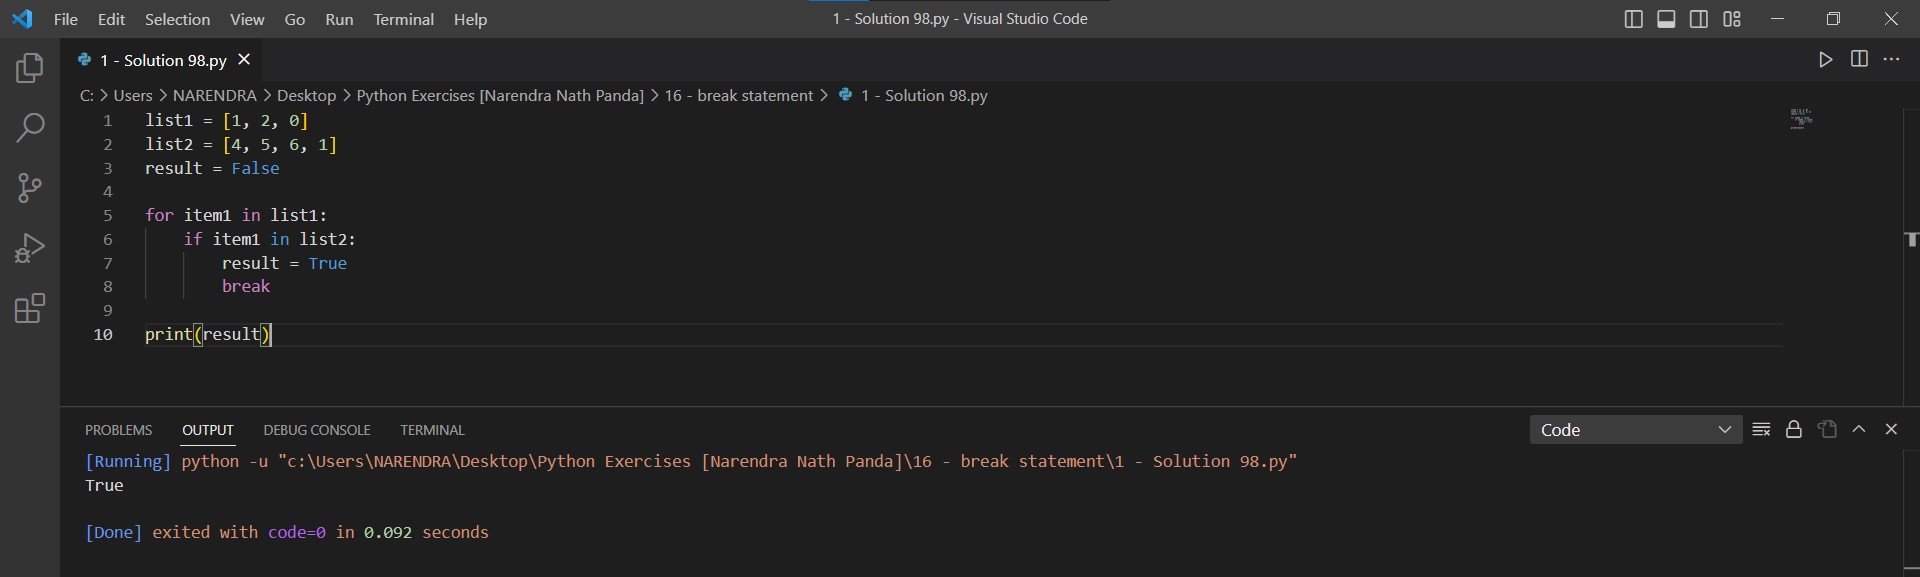 File Edit Selection View Go Run Terminal Help 1 - Solution 98.py - Visual Studio Code
1 - Solution 98.py
C: > Users > NARENDRA > Desktop > Python Exercises [Narendra Nath Panda] > 16 - break statement > 1 - Solution 98.py
1 list1 = [1, 2, 0]
2 list2 = [4, 5, 6, 1]
3 result = False
4
5 for item1 in list1:
6     if item1 in list2:
7         result = True
8         break
9
10 print(result)
PROBLEMS OUTPUT DEBUG CONSOLE TERMINAL Code
[Running] python -u "c:\Users\NARENDRA\Desktop\Python Exercises [Narendra Nath Panda]\16 - break statement\1 - Solution 98.py"
True
[Done] exited with code=0 in 0.092 seconds